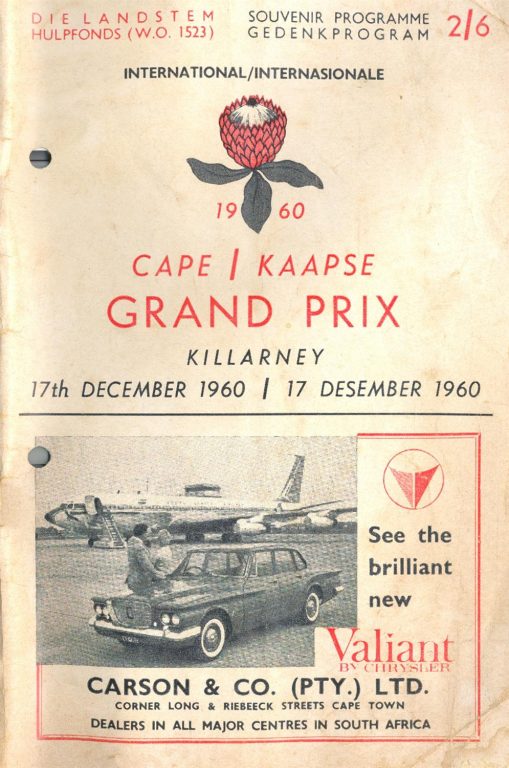 DIE LANDSTEM
HULPFONDS (W.O. 1523)
SOUVENIR PROGRAMME
GEDENKPROGRAM
2/6
INTERNATIONAL/INTERNASIONALE
19 60
CAPE / KAAPSE
GRAND PRIX
KILLARNEY
17th DECEMBER 1960 / 17 DESEMBER 1960
See the
brilliant
new
Valiant
BY CHRYSLER
CARSON & CO. (PTY.) LTD.
CORNER LONG & RIEBEECK STREETS CAPE TOWN
DEALERS IN ALL MAJOR CENTRES IN SOUTH AFRICA